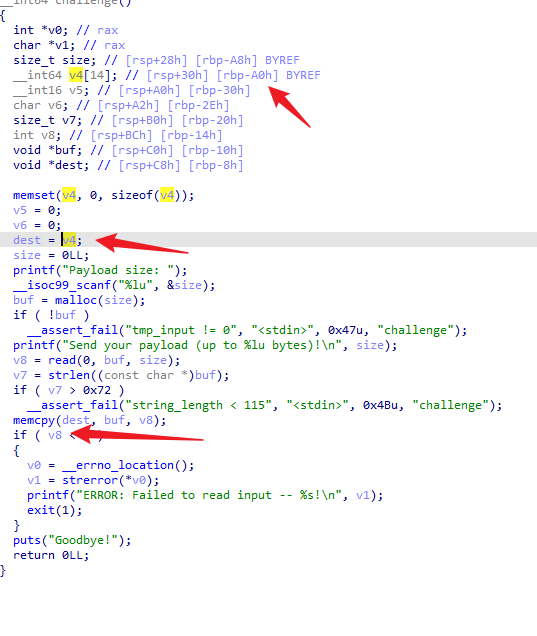 __int64 challenge()
{
int *v0; // rax
char *v1; // rax
size_t size; // [rsp+28h] [rbp-A8h] BYREF
__int64 v4[14]; // [rsp+30h] [rbp-A0h] BYREF
__int16 v5; // [rsp+A0h] [rbp-30h]
char v6; // [rsp+A2h] [rbp-2Eh]
size_t v7; // [rsp+B0h] [rbp-20h]
int v8; // [rsp+BCh] [rbp-14h]
void *buf; // [rsp+C0h] [rbp-10h]
void *dest; // [rsp+C8h] [rbp-8h]
memset(v4, 0, sizeof(v4));
v5 = 0;
v6 = 0;
dest = v4;
size = 0LL;
printf("Payload size: ");
__isoc99_scanf("%lu", &size);
buf = malloc(size);
if ( !buf )
__assert_fail("tmp_input != 0", "<stdin>", 0x47u, "challenge");
printf("Send your payload (up to %lu bytes)!\n", size);
v8 = read(0, buf, size);
v7 = strlen((const char *)buf);
if ( v7 > 0x72 )
__assert_fail("string_length < 115", "<stdin>", 0x4Bu, "challenge");
memcpy(dest, buf, v8);
if ( v8 < )
{
v0 = __errno_location();
v1 = strerror(*v0);
printf("ERROR: Failed to read input -- %s!\n", v1);
exit(1);
}
puts("Goodbye!");
return 0LL;
}